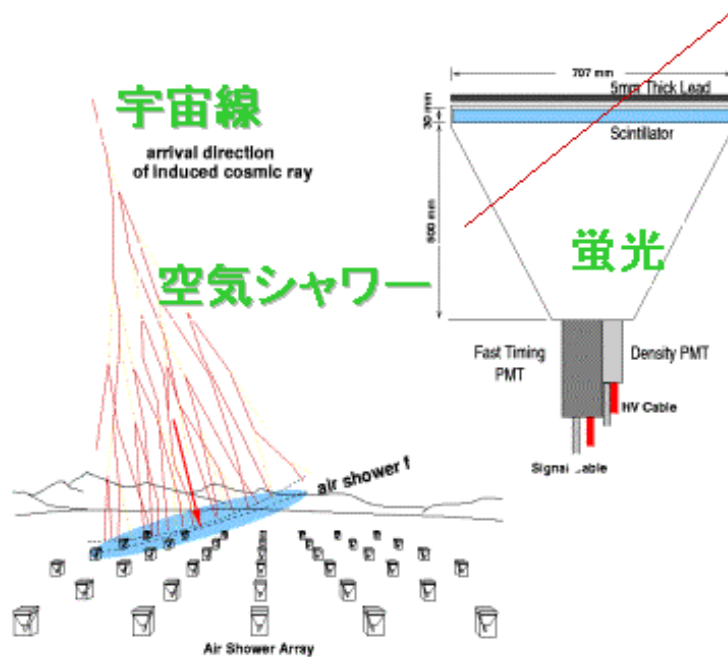 宇宙線
arrival direction
of induced cosmic ray
空気シャワー
air shower f
Air Shower Array
707 mm
5mm Thick Lead
30 mm
Scintillator
500 mm
蛍光
Fast Timing
PMT
Density PMT
HV Cable
Signal